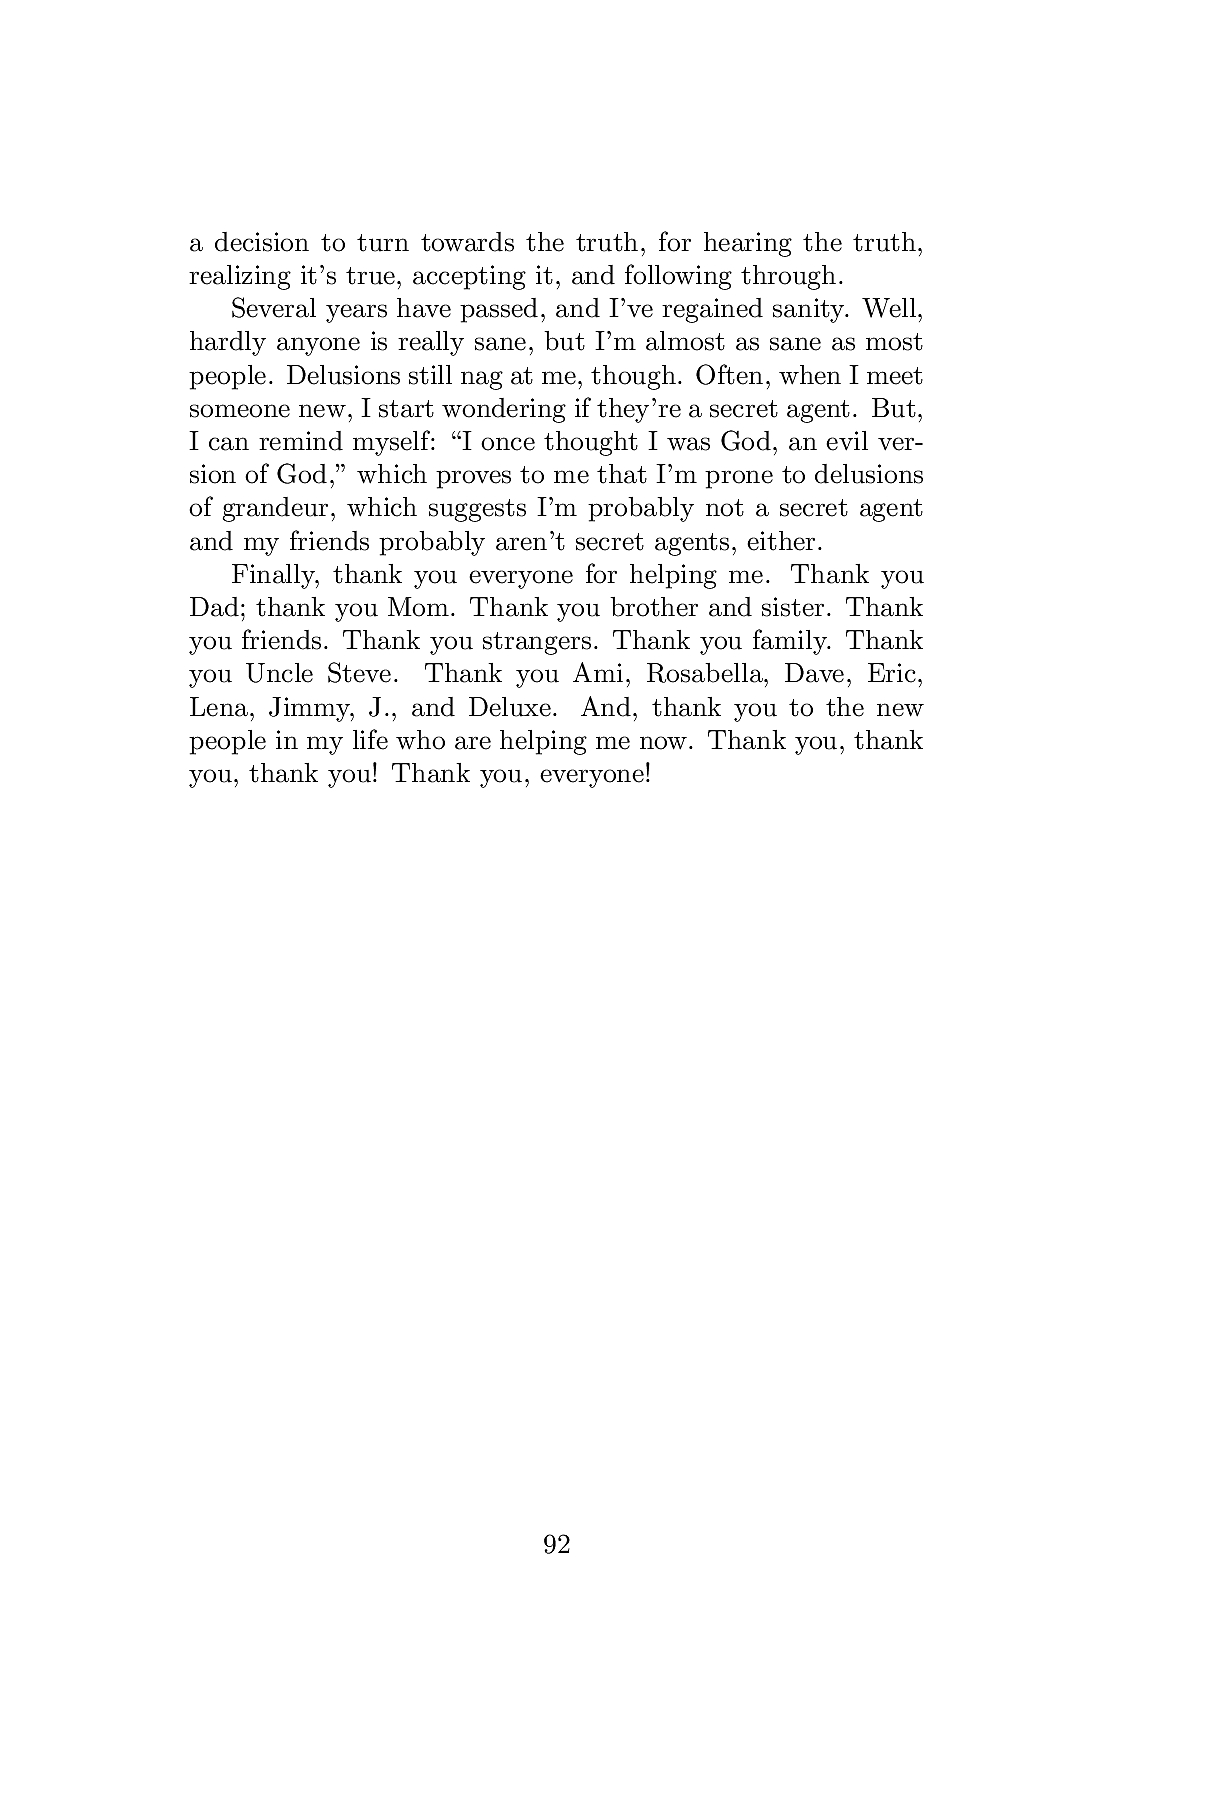 a decision to turn towards the truth, for hearing the truth,
realizing it’s true, accepting it, and following through.
Several years have passed, and I’ve regained sanity. Well,
hardly anyone is really sane, but I’m almost as sane as most
people. Delusions still nag at me, though. Often, when I meet
someone new, I start wondering if they’re a secret agent. But,
I can remind myself: “I once thought I was God, an evil ver-
sion of God,” which proves to me that I’m prone to delusions
of grandeur, which suggests I’m probably not a secret agent
and my friends probably aren’t secret agents, either.
Finally, thank you everyone for helping me. Thank you
Dad; thank you Mom. Thank you brother and sister. Thank
you friends. Thank you strangers. Thank you family. Thank
you Uncle Steve. Thank you Ami, Rosabella, Dave, Eric,
Lena, Jimmy, J., and Deluxe. And, thank you to the new
people in my life who are helping me now. Thank you, thank
you, thank you! Thank you, everyone!
92